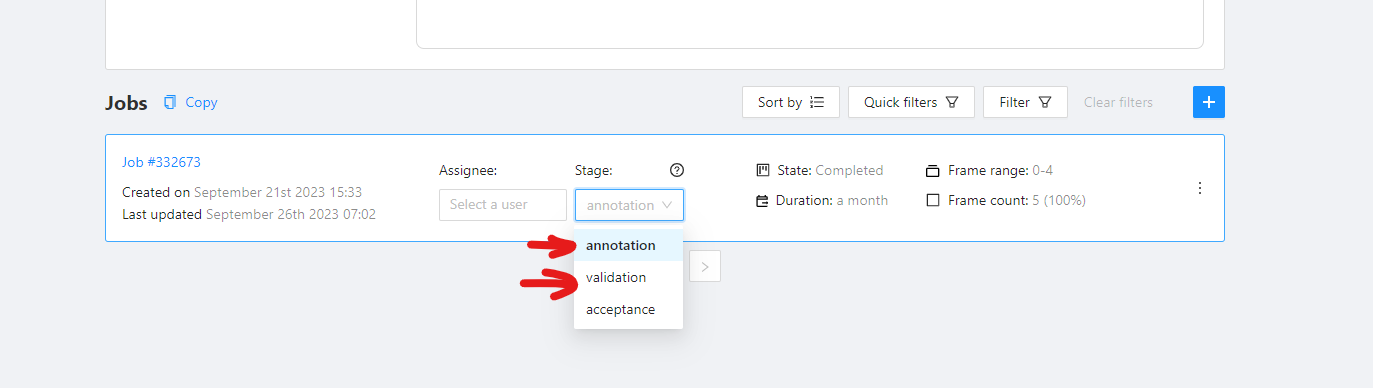 Jobs Copy Sort by Quick filters Filter Clear filters +
Job #332673
Created on September 21st 2023 15:33
Last updated September 26th 2023 07:02
Assignee:
Select a user
Stage: ?
annotation
annotation
validation
acceptance
State: Completed
Duration: a month
Frame range: 0-4
Frame count: 5 (100%)